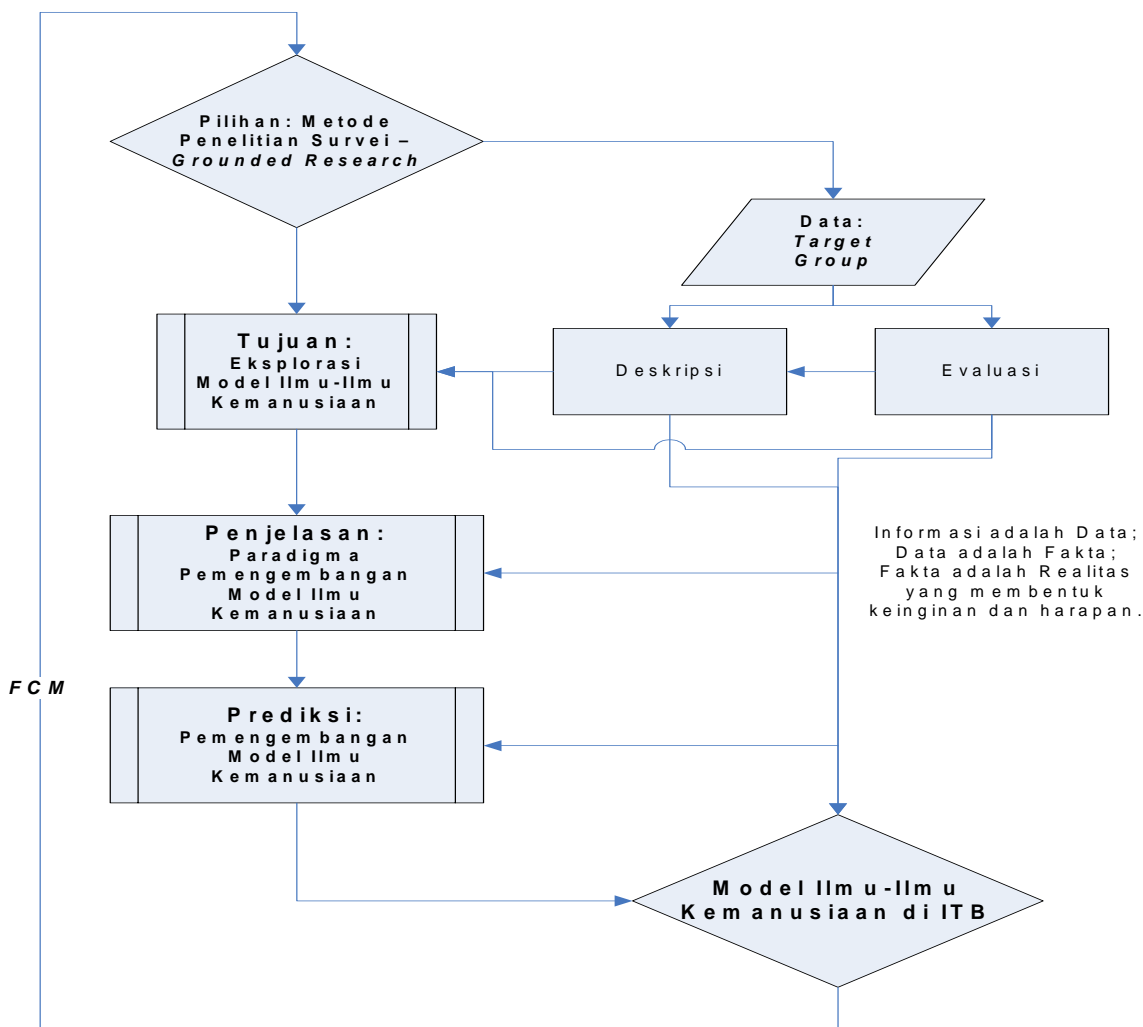 Pilihan: Metode
Penelitian Survei –
Grounded Research
Data:
Target
Group
Tujuan:
Eksplorasi
Model Ilmu-Ilmu
Kemanusiaan
Deskripsi
Evaluasi
Penjelasan:
Paradigma
Pemengembangan
Model Ilmu
Kemanusiaan
Informasi adalah Data;
Data adalah Fakta;
Fakta adalah Realitas
yang membentuk
keinginan dan harapan.
FCM
Prediksi:
Pemengembangan
Model Ilmu
Kemanusiaan
Model Ilmu-Ilmu
Kemanusiaan di ITB